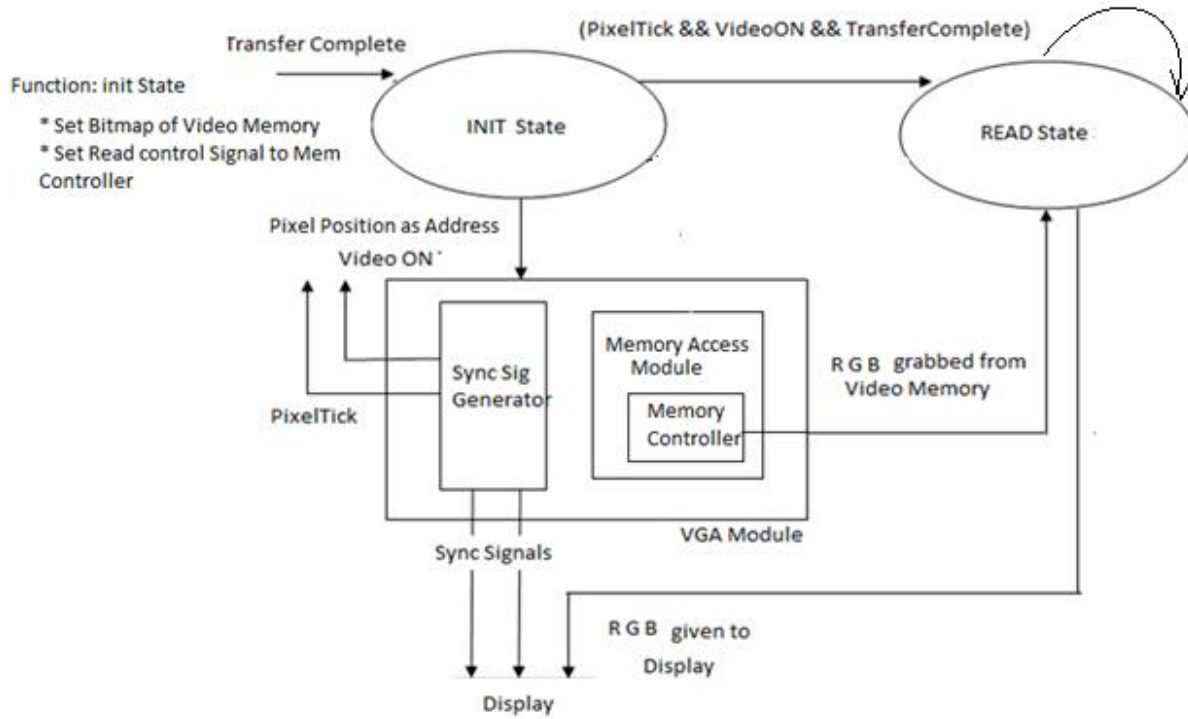 Transfer Complete
(PixelTick && VideoON && TransferComplete)
Function: init State
* Set Bitmap of Video Memory
* Set Read control Signal to Mem
Controller
INIT State
READ State
Pixel Position as Address
Video ON
PixelTick
Sync Sig
Generator
Memory Access
Module
Memory
Controller
R G B grabbed from
Video Memory
VGA Module
Sync Signals
R G B given to
Display
Display